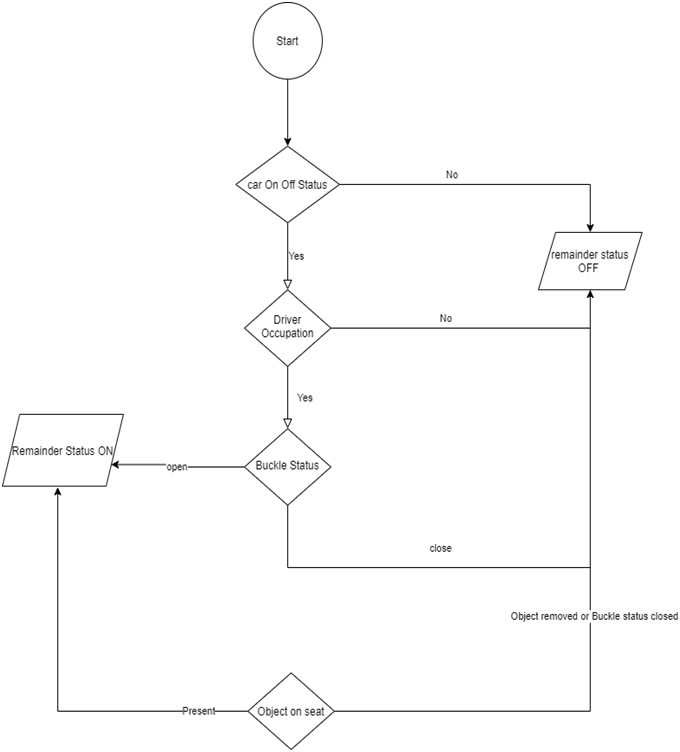 Start
car On Off Status
No
remainder status
OFF
Yes
Driver
Occupation
No
Yes
Remainder Status ON
open
Buckle Status
close
Object removed or Buckle status closed
Present
Object on seat